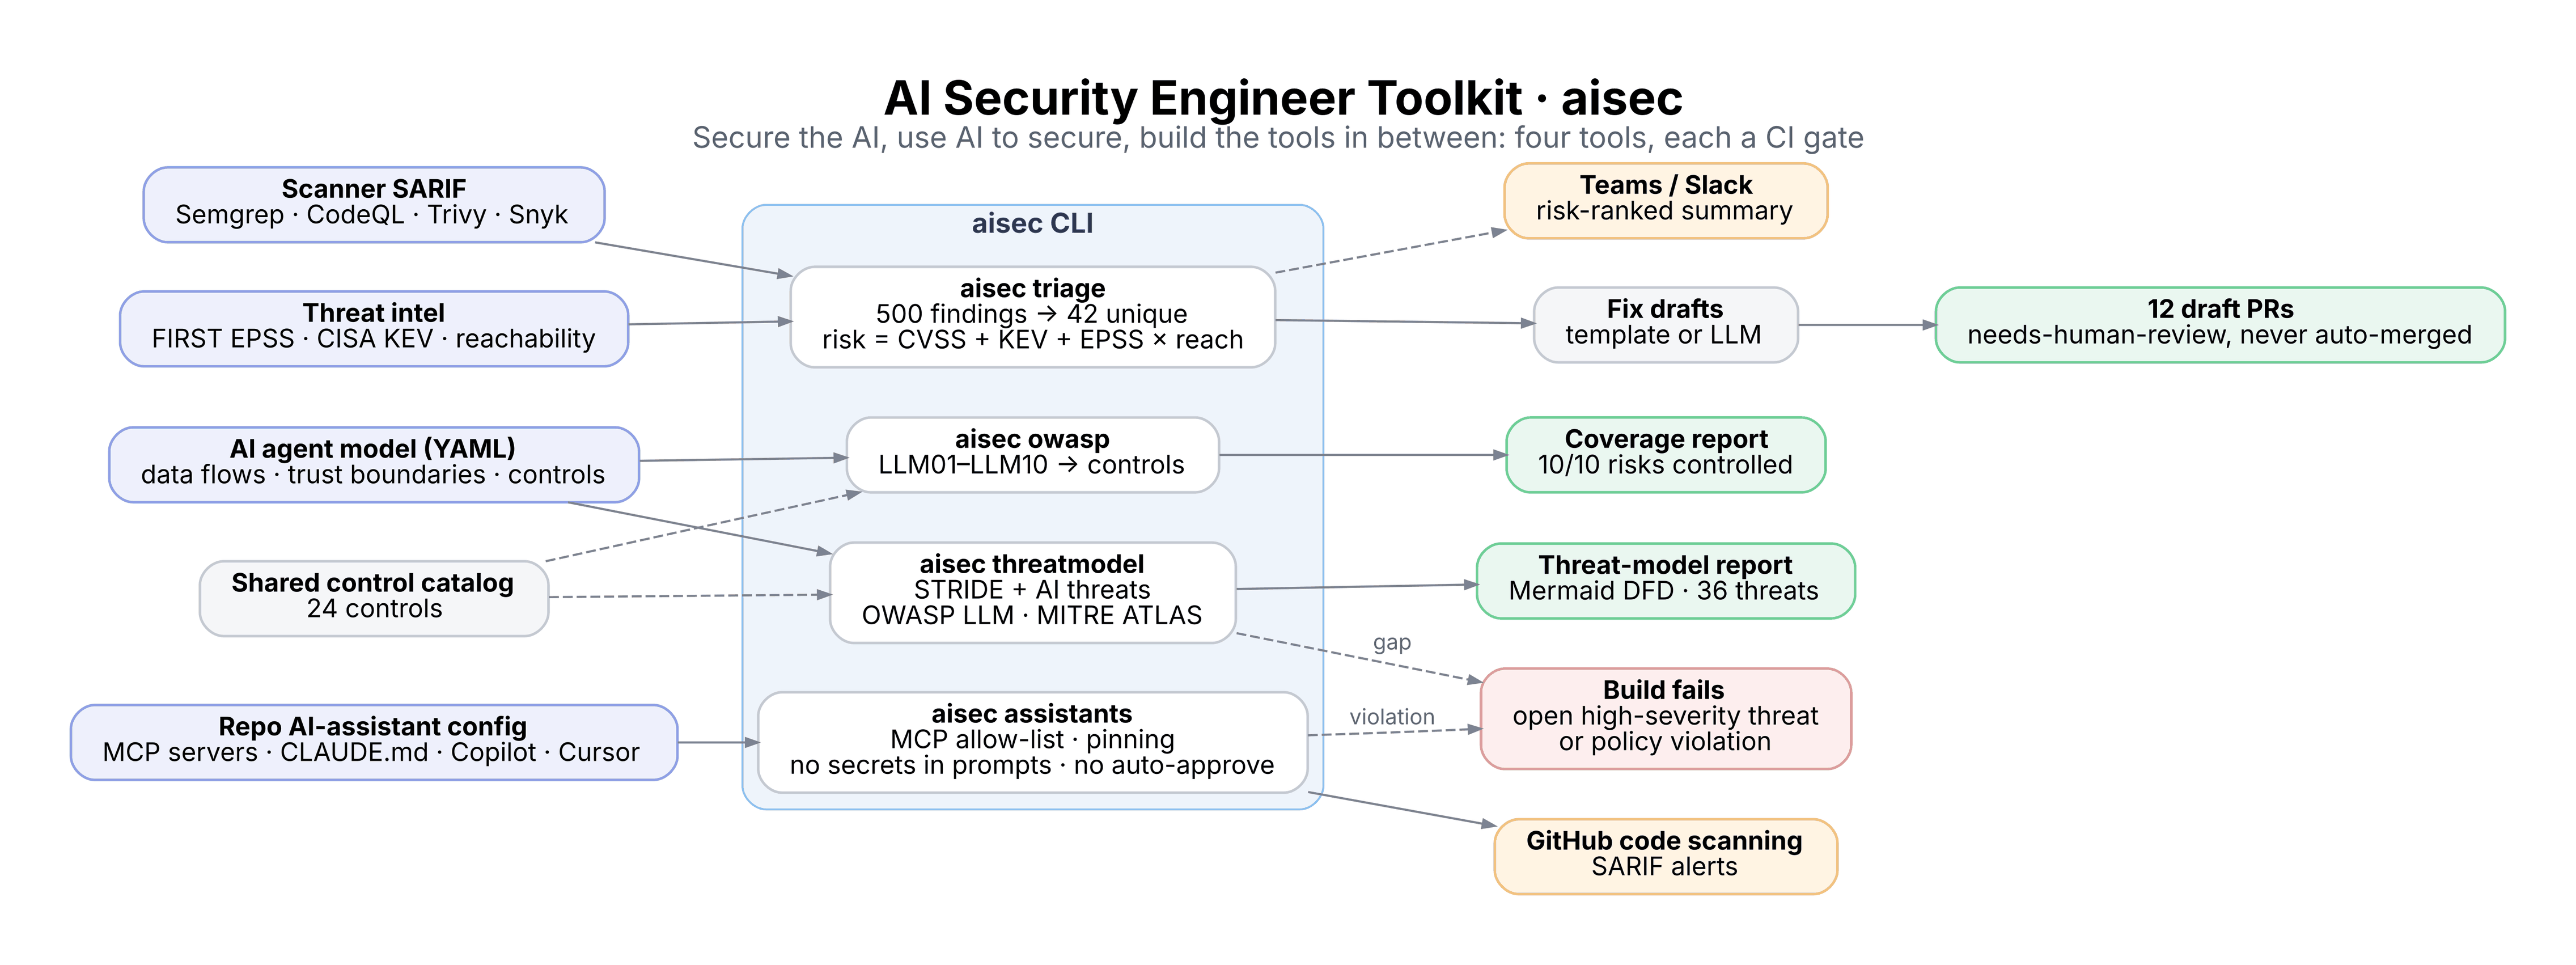 AI Security Engineer Toolkit · aisec
Secure the AI, use AI to secure, build the tools in between: four tools, each a CI gate
Scanner SARIF
Semgrep · CodeQL · Trivy · Snyk
Threat intel
FIRST EPSS · CISA KEV · reachability
AI agent model (YAML)
data flows · trust boundaries · controls
Shared control catalog
24 controls
Repo AI-assistant config
MCP servers · CLAUDE.md · Copilot · Cursor
aisec CLI
aisec triage
500 findings → 42 unique
risk = CVSS + KEV + EPSS × reach
aisec owasp
LLM01–LLM10 → controls
aisec threatmodel
STRIDE + AI threats
OWASP LLM · MITRE ATLAS
aisec assistants
MCP allow-list · pinning
no secrets in prompts · no auto-approve
gap
violation
Teams / Slack
risk-ranked summary
Fix drafts
template or LLM
12 draft PRs
needs-human-review, never auto-merged
Coverage report
10/10 risks controlled
Threat-model report
Mermaid DFD · 36 threats
Build fails
open high-severity threat
or policy violation
GitHub code scanning
SARIF alerts